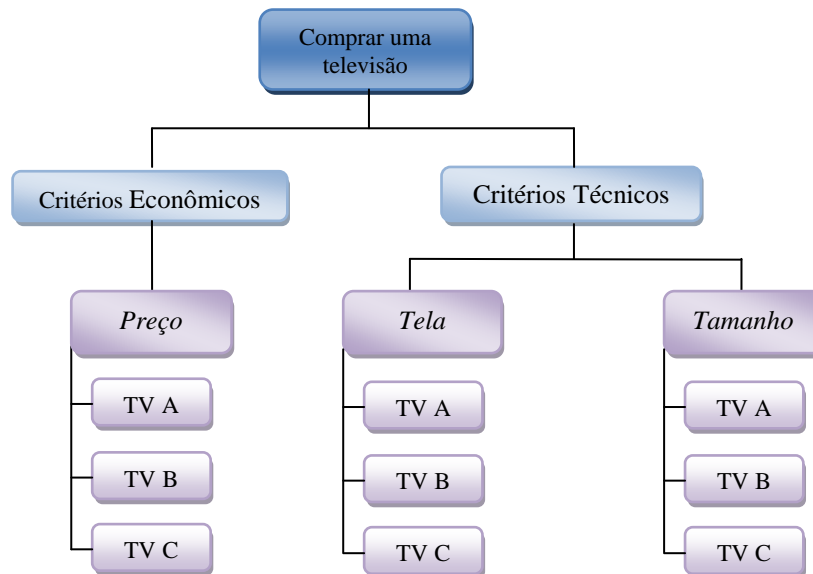 Comprar uma
televisão
Critérios Econômicos
Critérios Técnicos
Preço
Tela
Tamanho
TV A
TV A
TV A
TV B
TV B
TV B
TV C
TV C
TV C